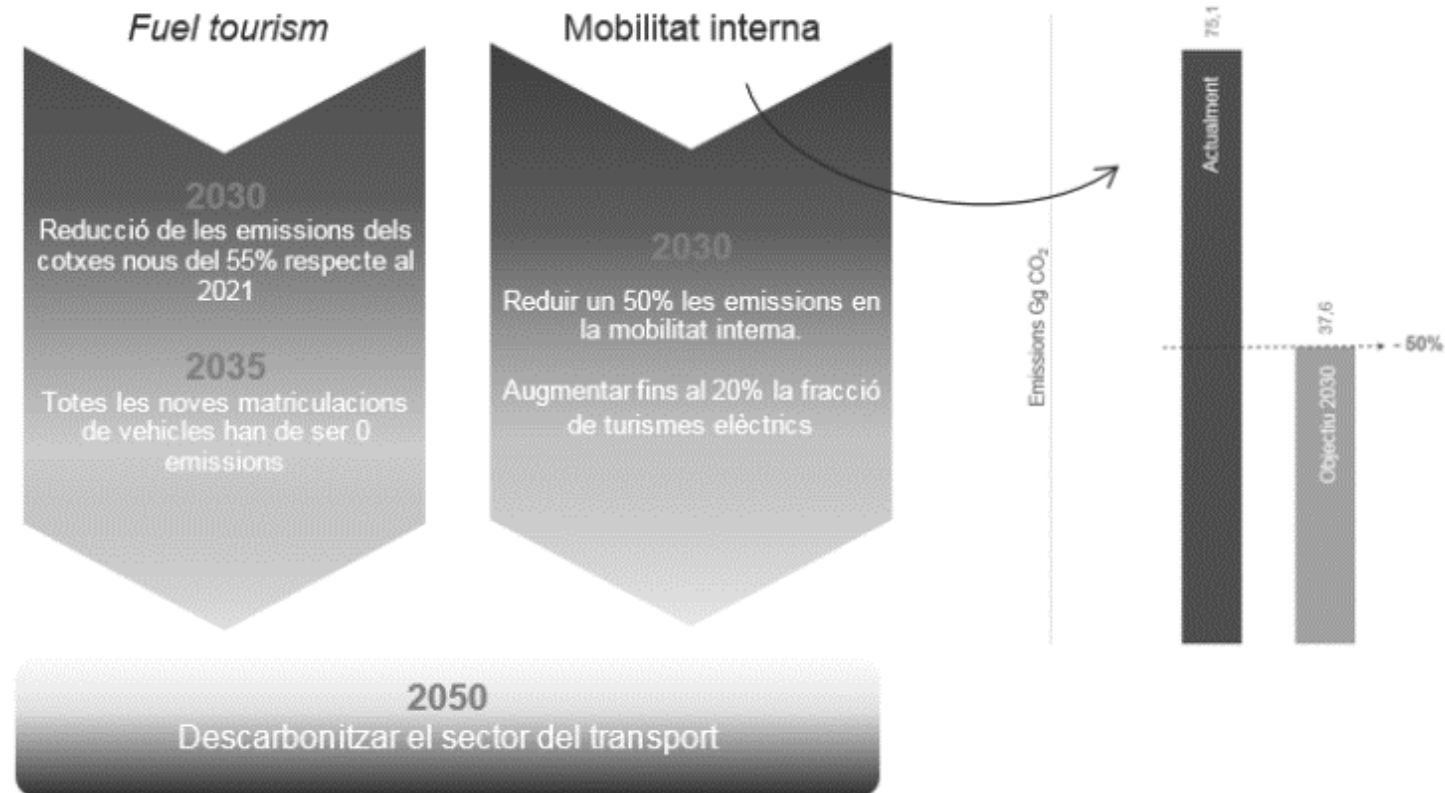 Fuel tourism
2030
Reducció de les emissions dels
cotxes nous del 55% respecte al
2021
2035
Totes les noves matriculacions
de vehicles han de ser 0
emissions
Mobilitat interna
2030
Reduir un 50% les emissions en
la mobilitat interna.
Augmentar fins al 20% la fracció
de turismes elèctrics
2050
Descarbonitzar el sector del transport
Emissions Gg CO₂
75,1
Actualment
37,6
Objectiu 2030
- 50%